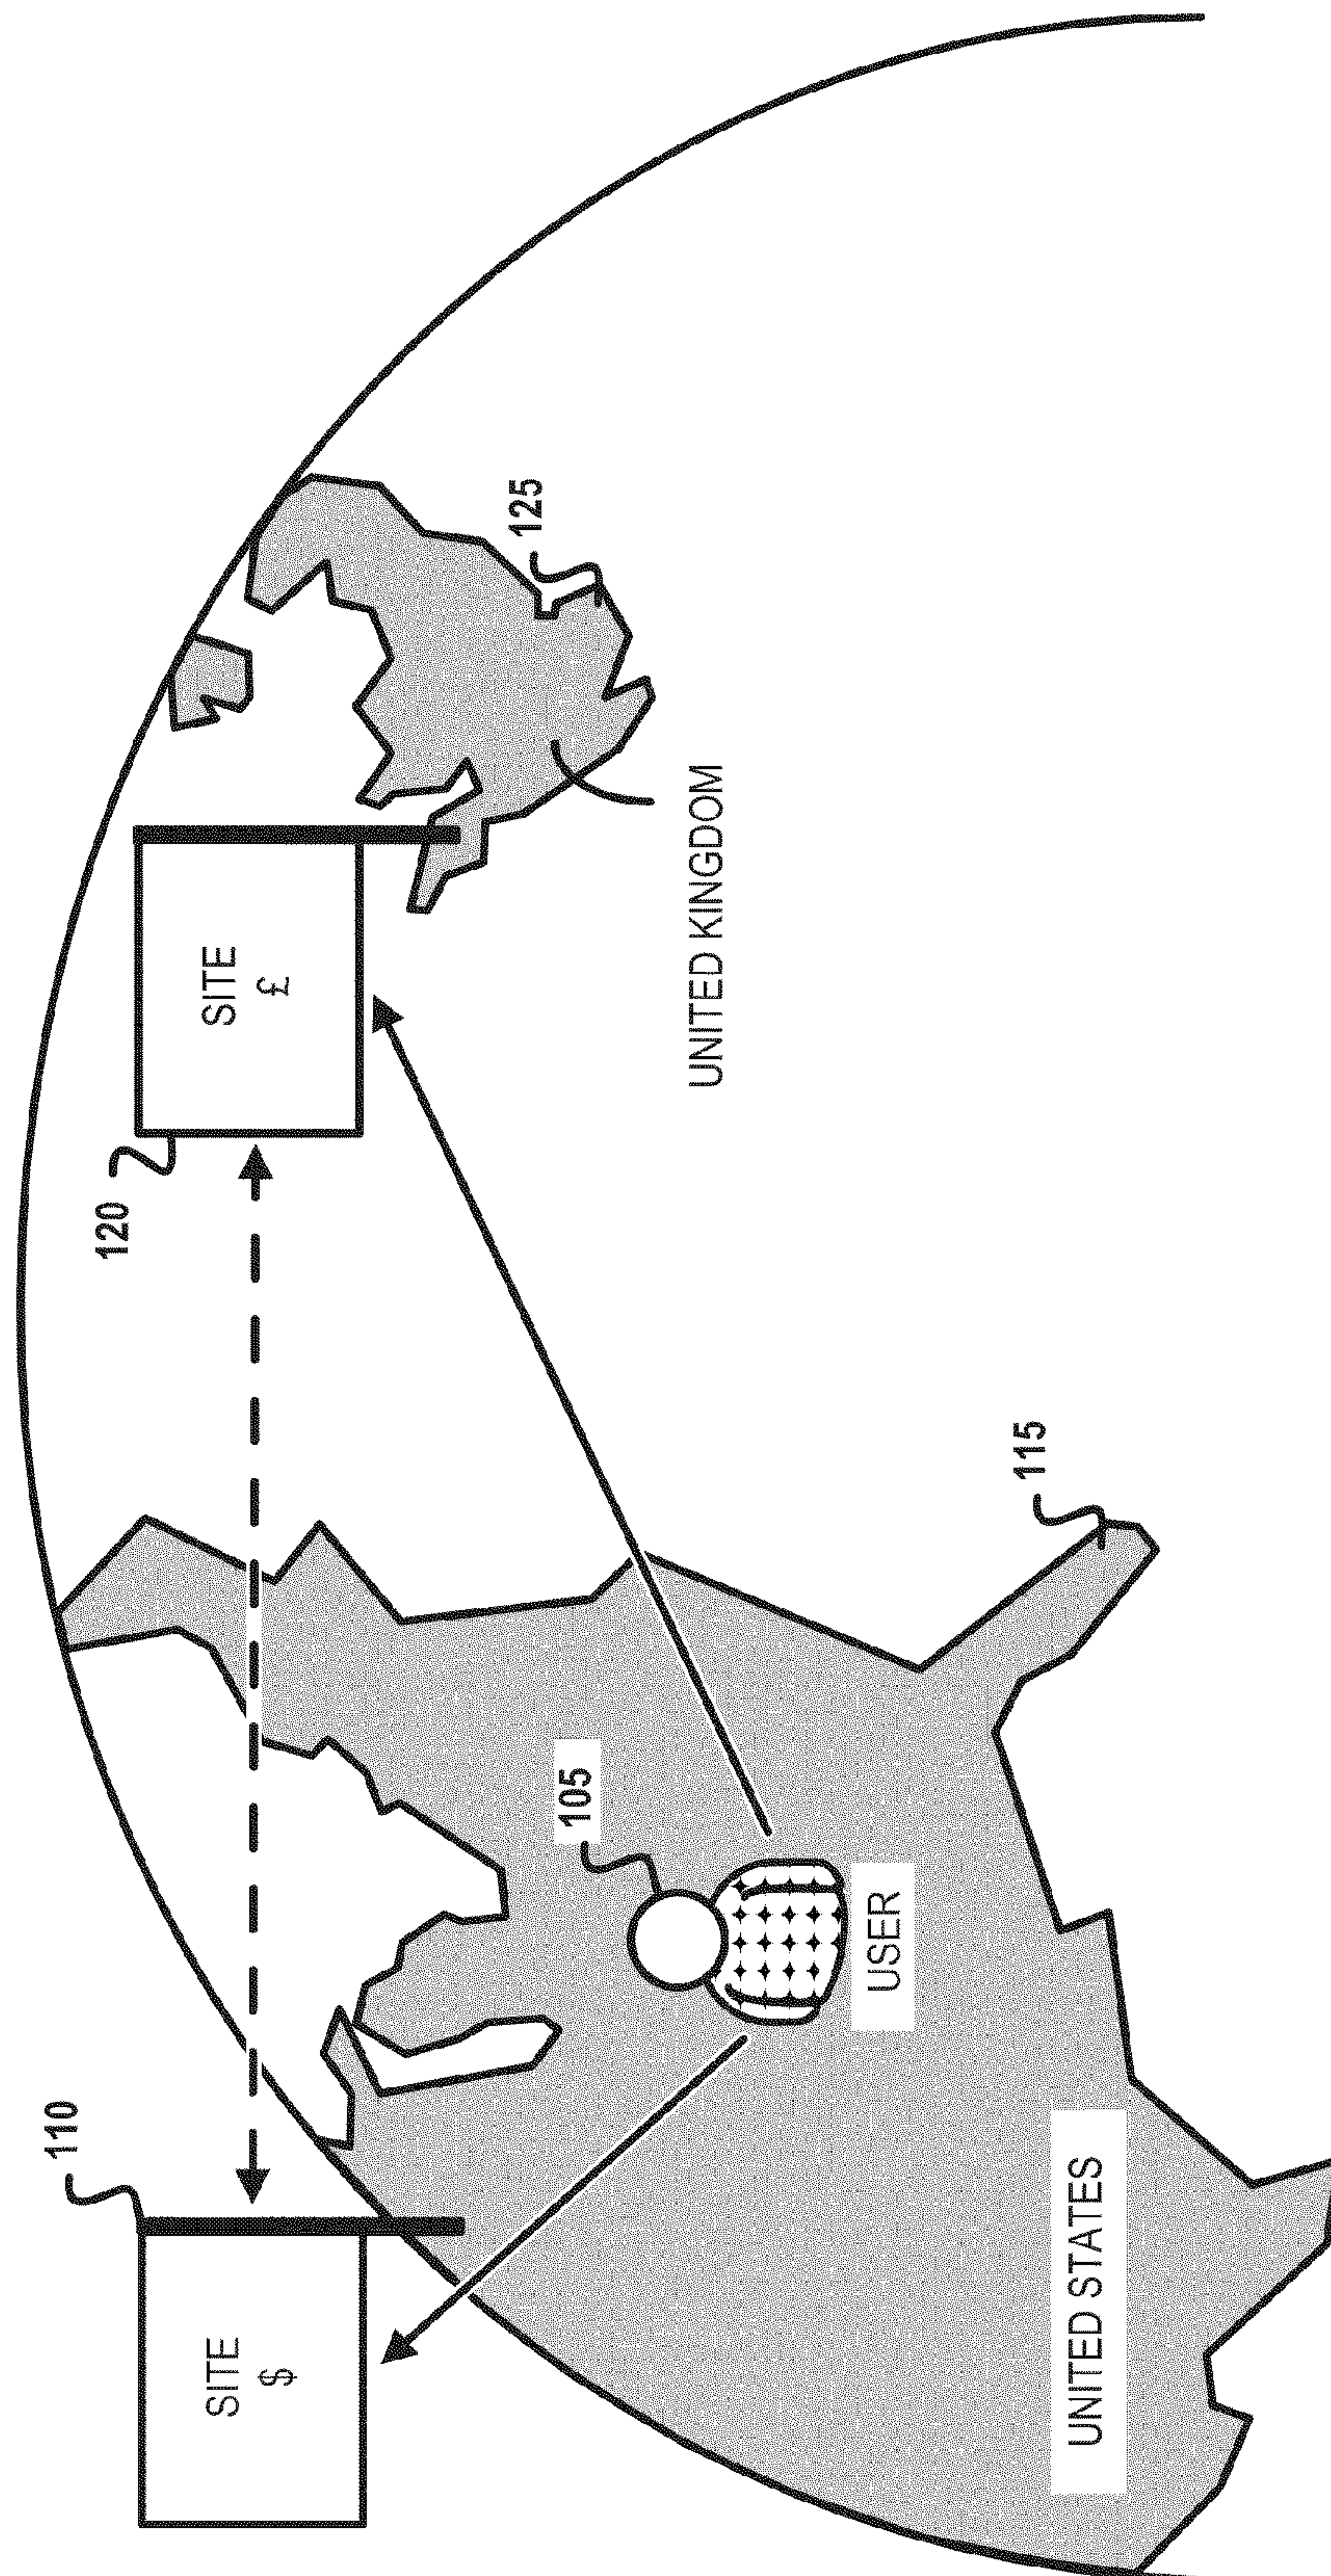 110
SITE
$
120
SITE
£
125
UNITED KINGDOM
105
USER
115
UNITED STATES